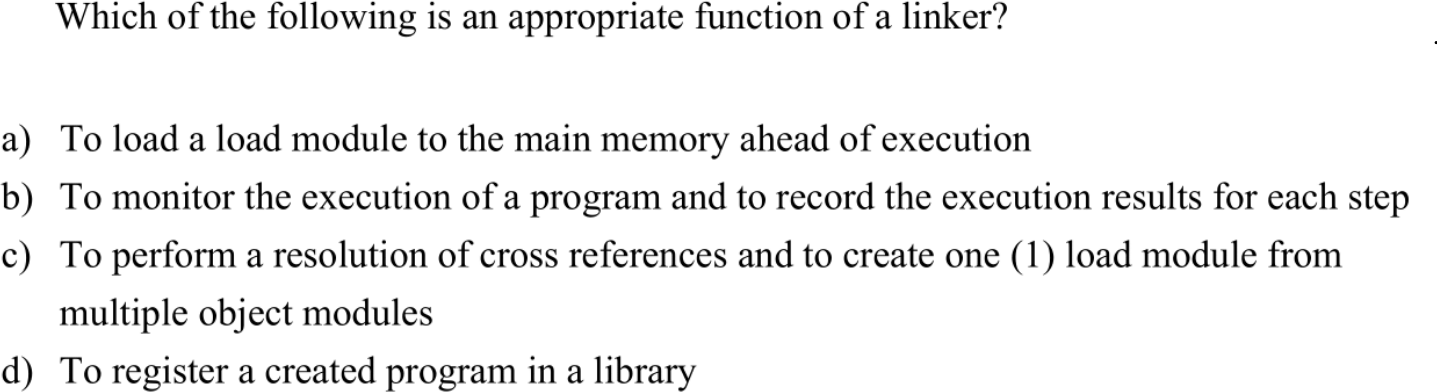 Which of the following is an appropriate function of a linker?
a) To load a load module to the main memory ahead of execution
b) To monitor the execution of a program and to record the execution results for each step
c) To perform a resolution of cross references and to create one (1) load module from
multiple object modules
d) To register a created program in a library